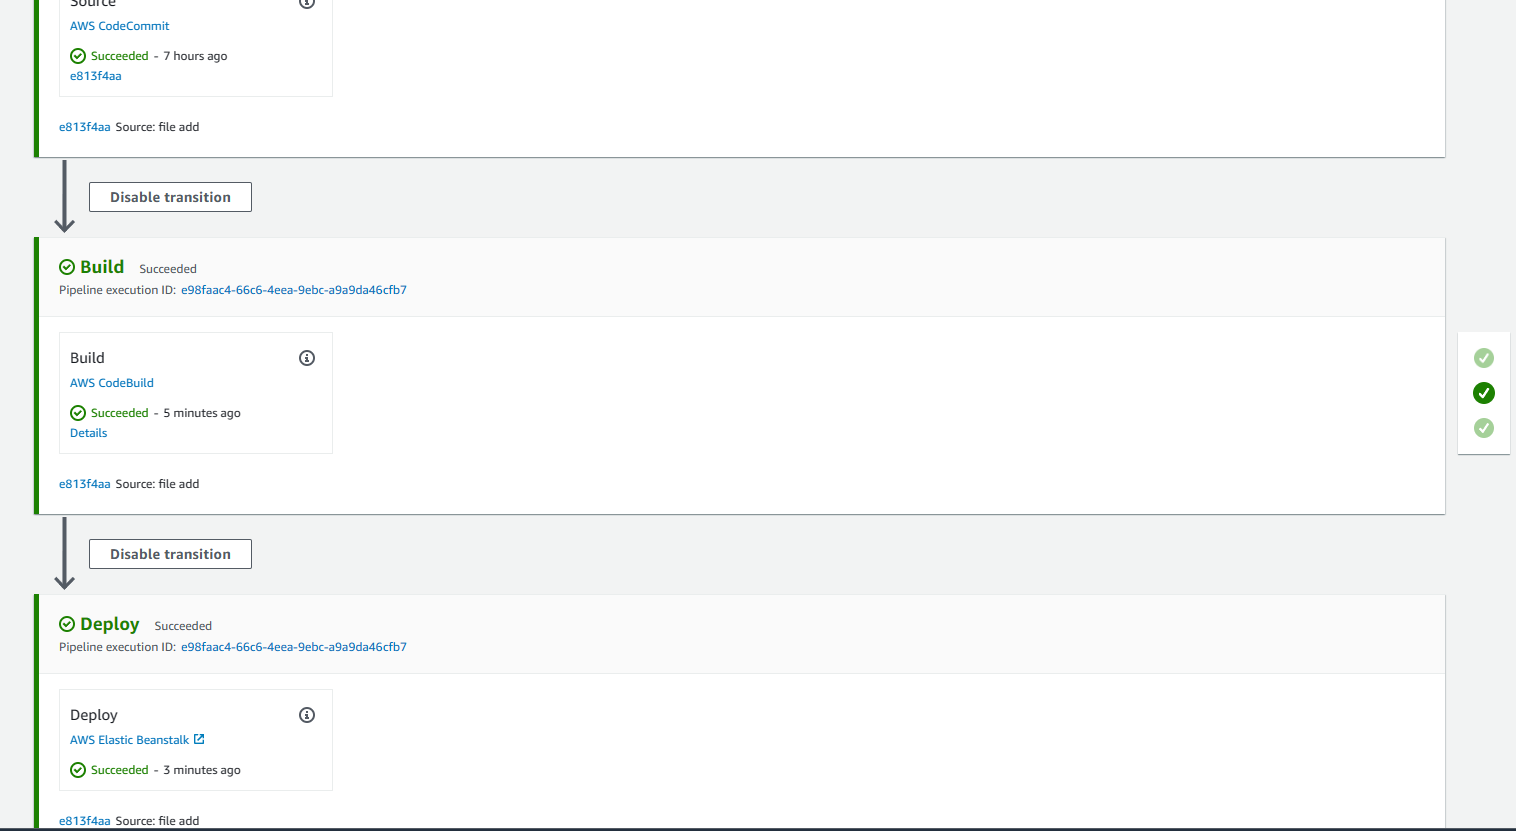 Source
AWS CodeCommit
Succeeded - 7 hours ago
e813f4aa
e813f4aa Source: file add
Disable transition
Build Succeeded
Pipeline execution ID: e98faac4-66c6-4eea-9ebc-a9a9da46cfb7
Build
AWS CodeBuild
Succeeded - 5 minutes ago
Details
e813f4aa Source: file add
Disable transition
Deploy Succeeded
Pipeline execution ID: e98faac4-66c6-4eea-9ebc-a9a9da46cfb7
Deploy
AWS Elastic Beanstalk
Succeeded - 3 minutes ago
e813f4aa Source: file add